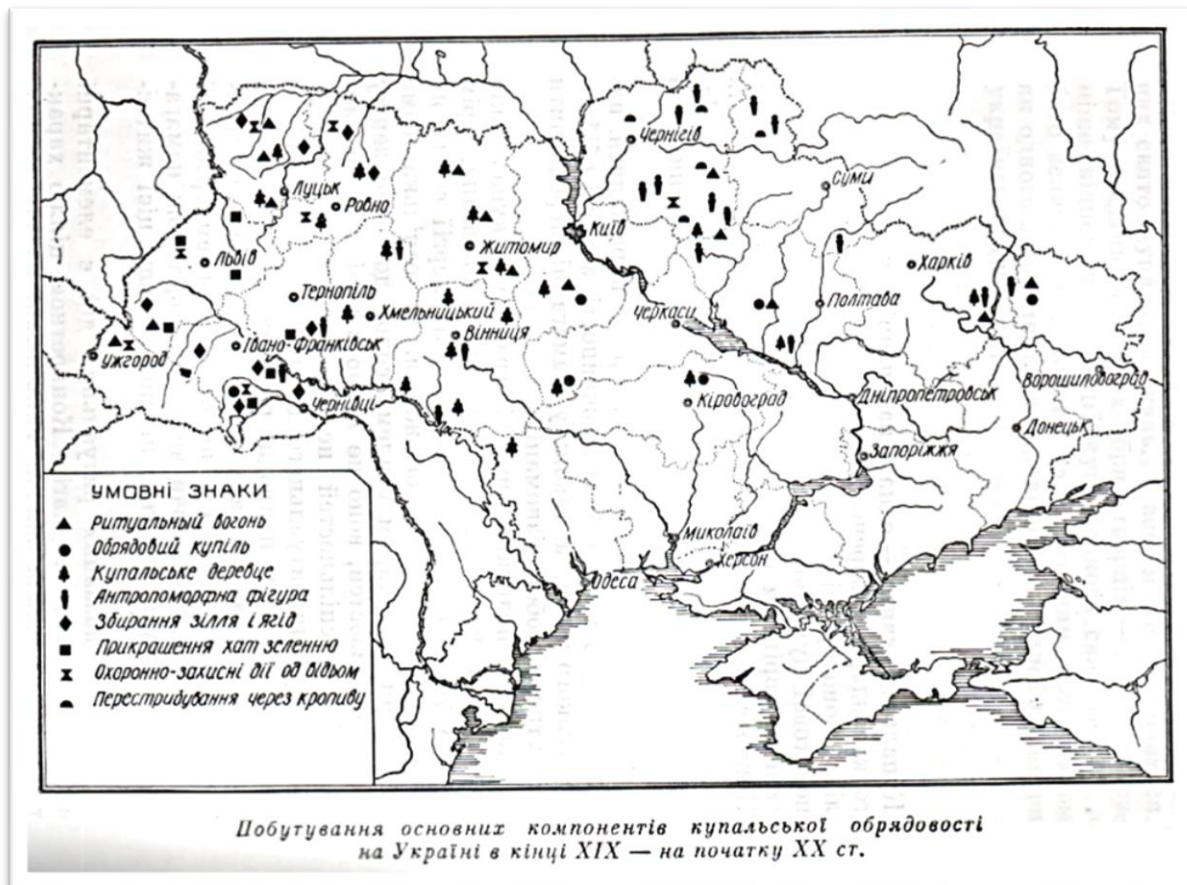 Чернігів
Суми
Луцьк
Ровно
Київ
Житомир
Львів
Харків
Тернопіль
Полтава
Хмельницький
Черкаси
Вінниця
Ужгород
Івано-Франківськ
Ворошиловоград
Дніпропетровськ
Кіровоград
Чернівці
Донецьк
Запоріжжя
УМОВНІ ЗНАКИ
Ритуальный вогонь
Обрядовий купіль
Купальське деревце
Антропоморфна фігура
Збирання зілля і ягід
Прикрашення хат зеленню
Охоронно-захисні дії од відьом
Перестрибування через кропиву
Миколаїв
Херсон
Одеса
Побутування основних компонентів купальської обрядовості
на Україні в кінці XIX — на початку XX ст.